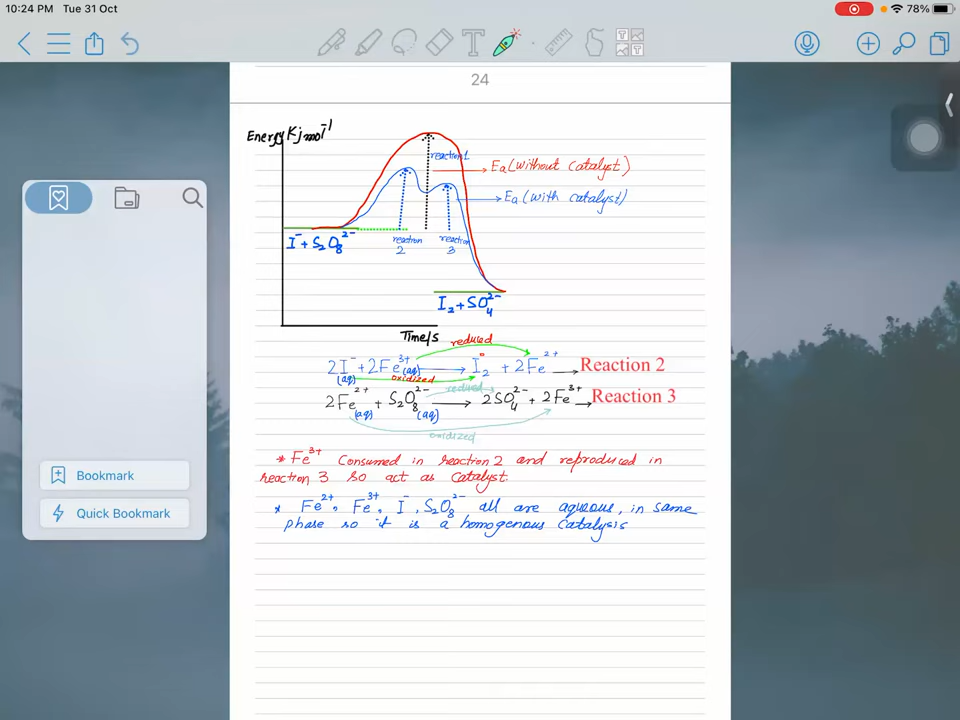 10:24 PM Tue 31 Oct
78%
24
Energy Kj mol⁻¹
reaction 1
Ea (without catalyst)
Ea (with catalyst)
I⁻ + S₂O₈²⁻
reaction 2
reaction 3
I₂ + SO₄²⁻
Time/s
reduced
2I⁻(aq) + 2Fe³⁺(aq) → I₂⁰ + 2Fe²⁺ → Reaction 2
oxidized
reduced
2Fe²⁺(aq) + S₂O₈²⁻(aq) → 2SO₄²⁻ + 2Fe³⁺ → Reaction 3
oxidized
* Fe³⁺ Consumed in reaction 2 and reproduced in
reaction 3 so act as Catalyst.
* Fe²⁺, Fe³⁺, I⁻, S₂O₈²⁻ all are aqueous, in same
phase so it is a homogenous Catalysis
Bookmark
Quick Bookmark